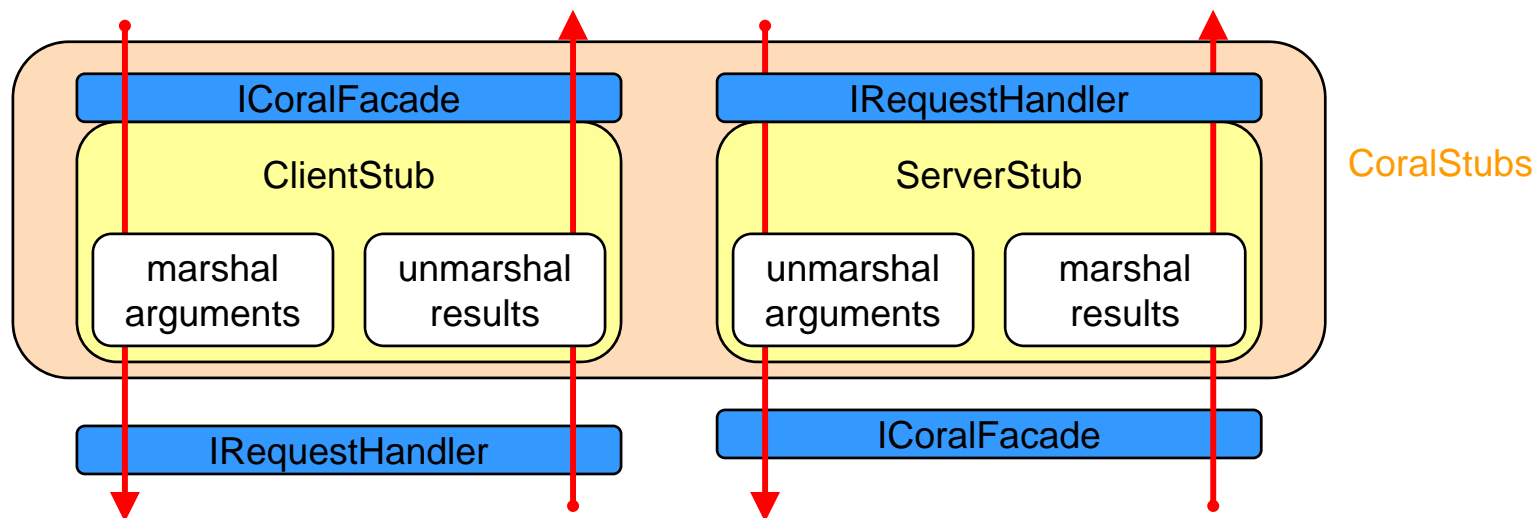 ICoralFacade
IRequestHandler
ClientStub
ServerStub
CoralStubs
marshal
arguments
unmarshal
results
unmarshal
arguments
marshal
results
IRequestHandler
ICoralFacade